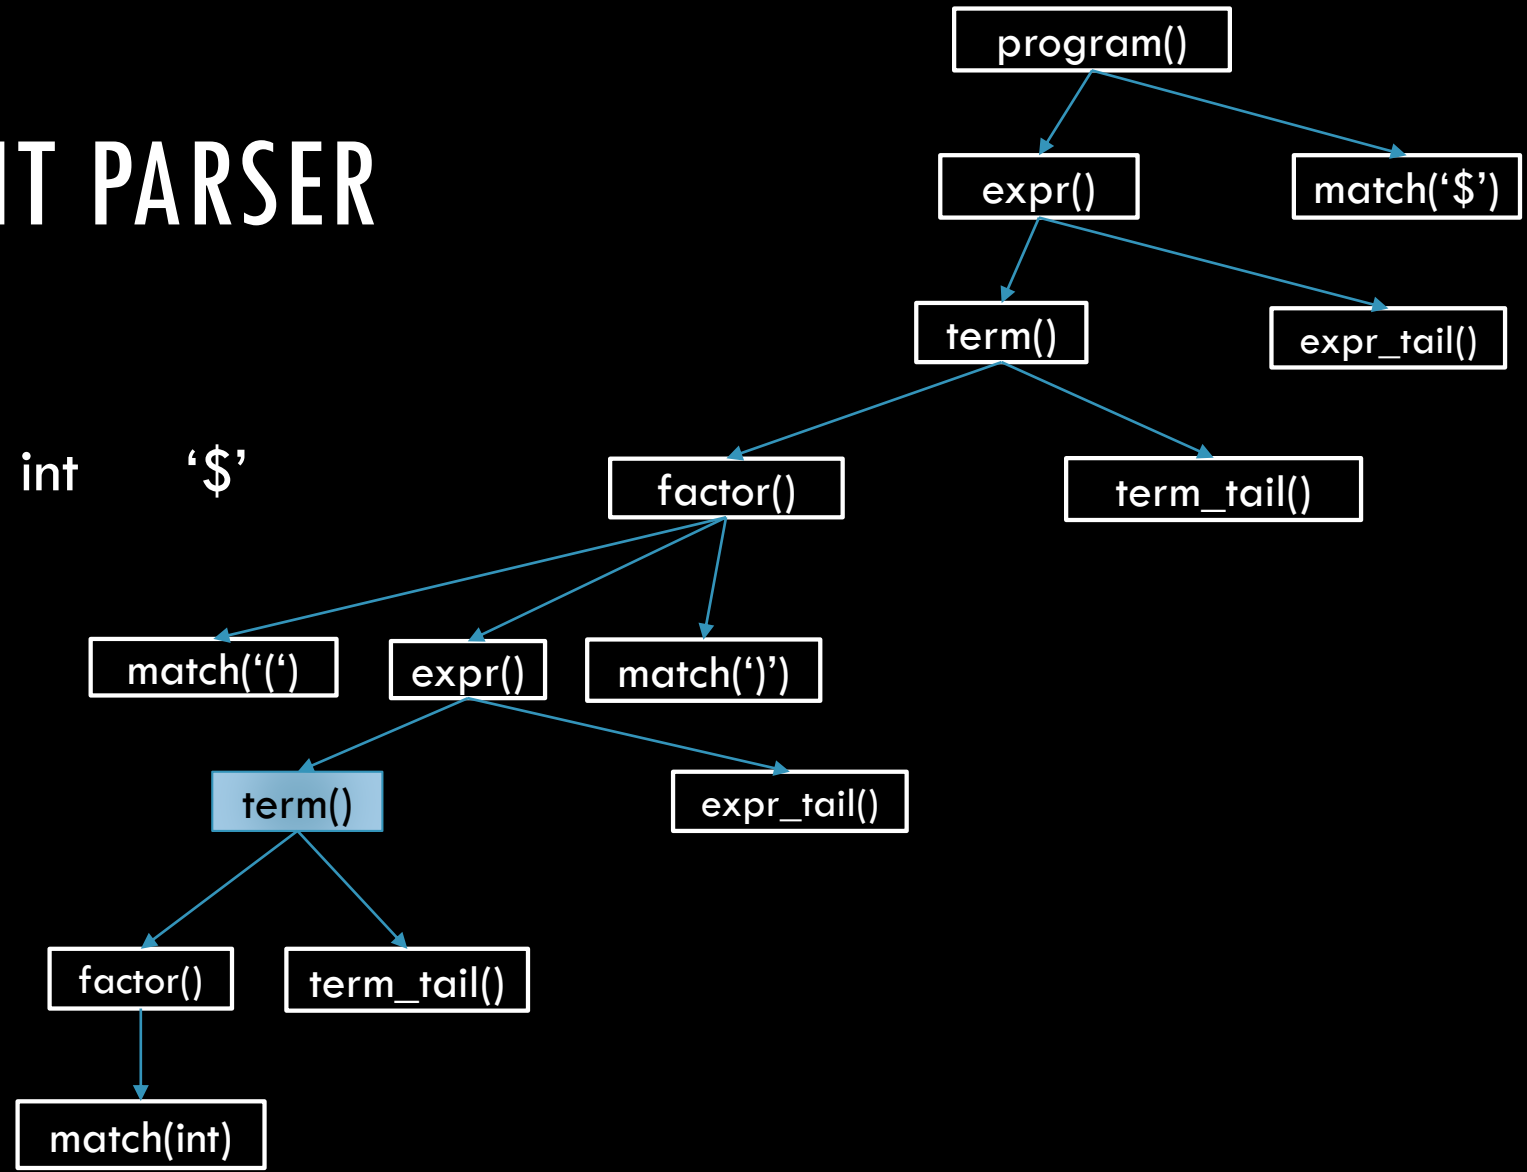 program()
IT PARSER
expr()
match(‘$’)
term()
expr_tail()
int ‘$’
factor()
term_tail()
match(‘(‘)
expr()
match(‘)’)
term()
expr_tail()
factor()
term_tail()
match(int)